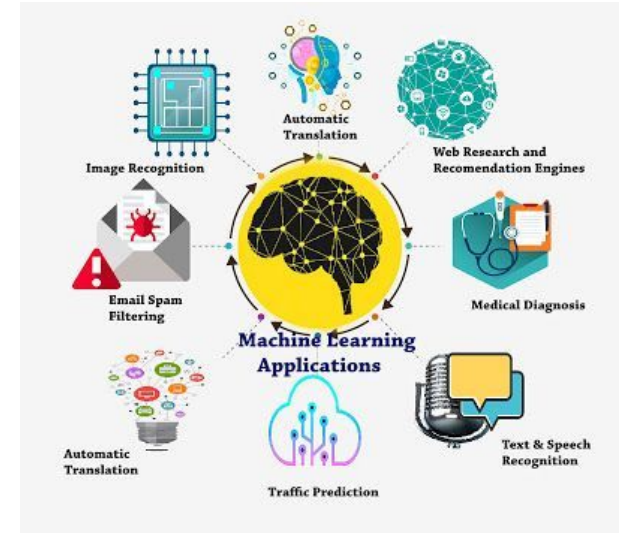 Automatic
Translation
Image Recognition
Web Research and
Recomendation Engines
Email Spam
Filtering
Medical Diagnosis
Machine Learning
Applications
Automatic
Translation
Text & Speech
Recognition
Traffic Prediction